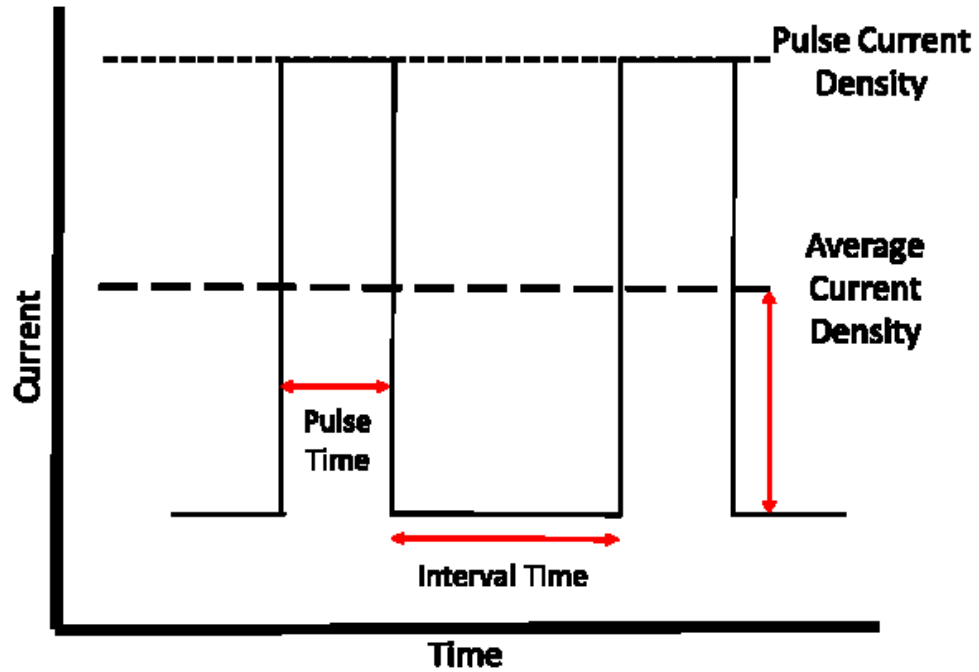 Pulse Current
Density
Average
Current
Density
Current
Pulse
Time
Interval Time
Time